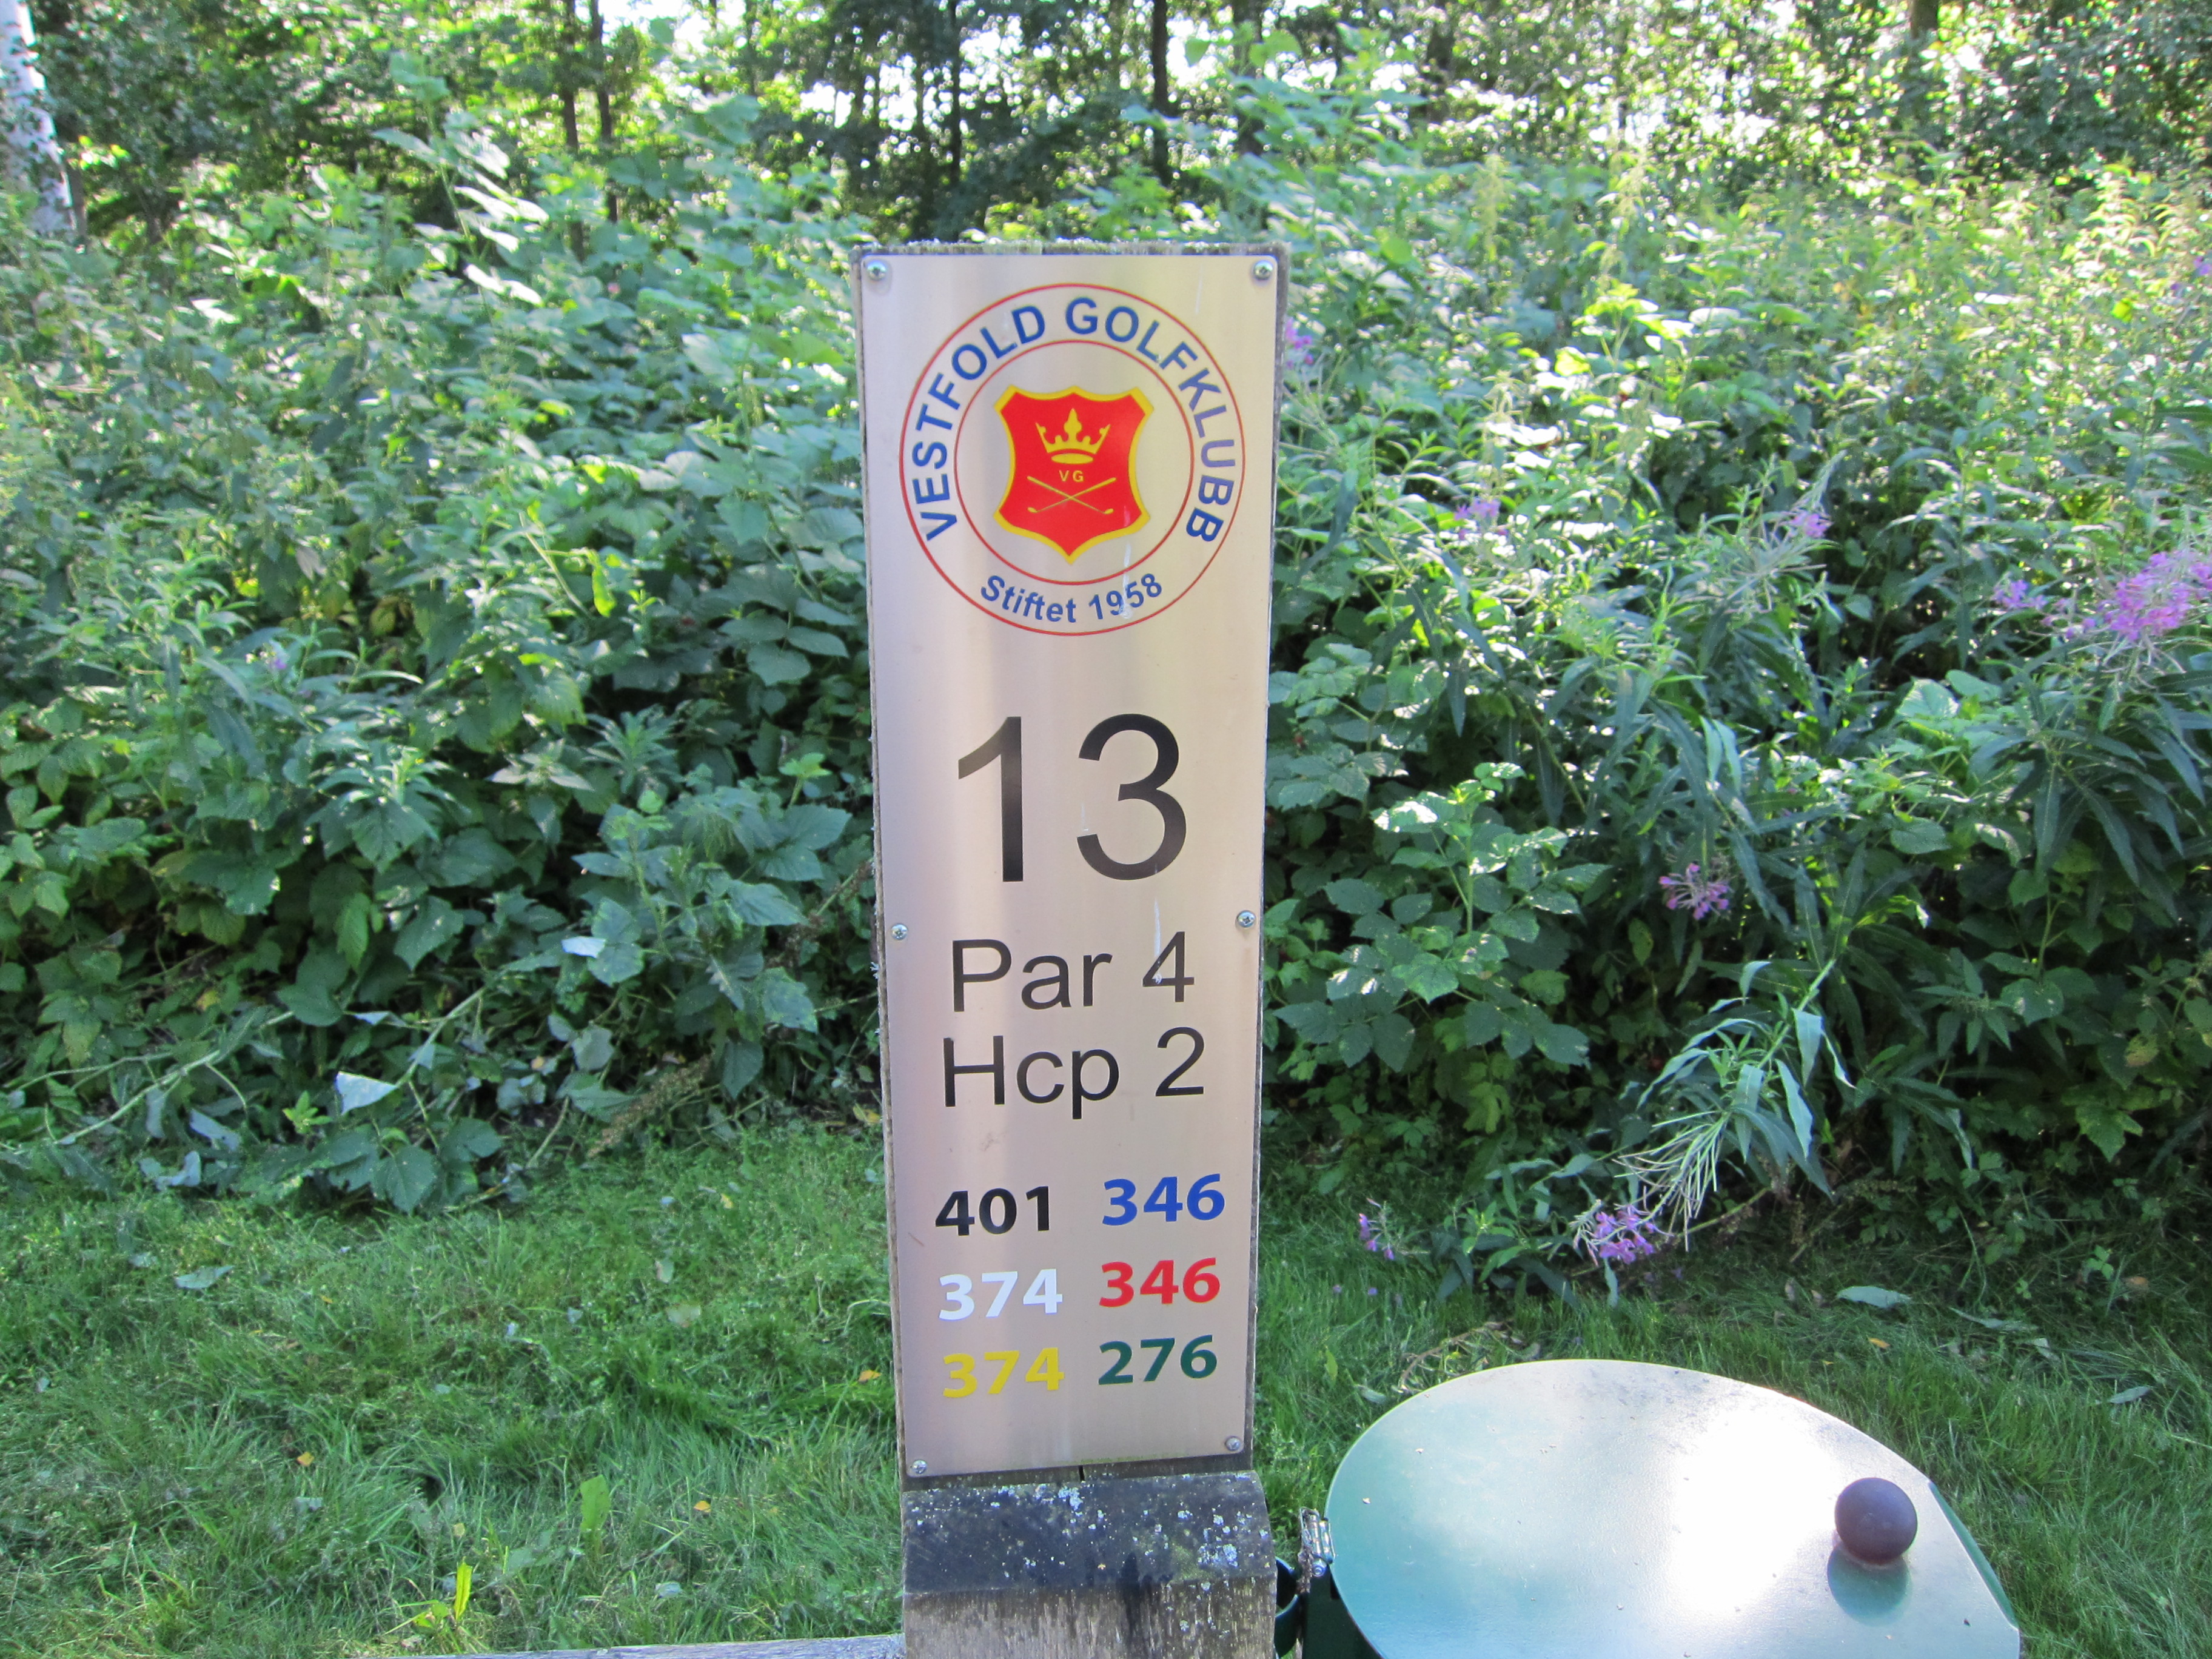 VESTFOLD GOLFKLUBB
VG
Stiftet 1958
13
Par 4
Hcp 2
401 346
374 346
374 276